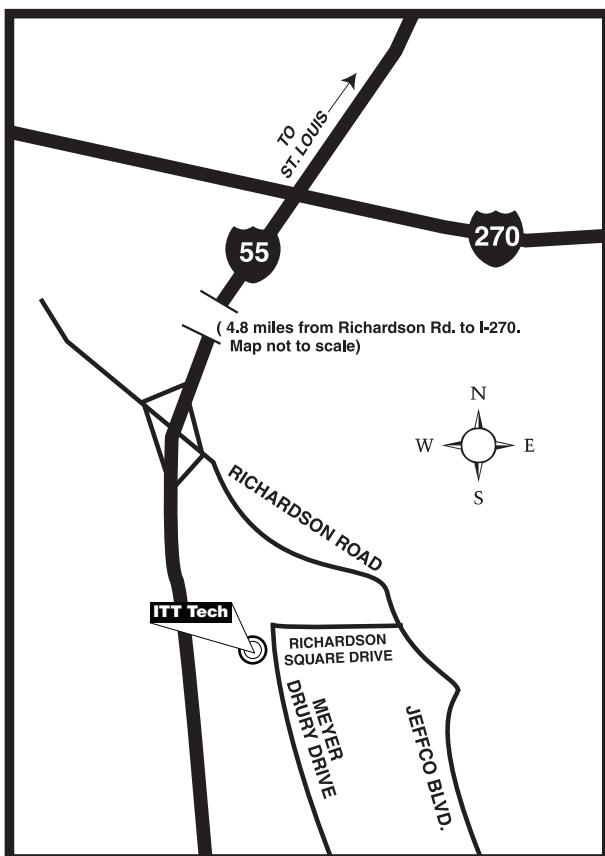 TO
ST. LOUIS
55
270
( 4.8 miles from Richardson Rd. to I-270.
Map not to scale)
N
W
E
S
RICHARDSON ROAD
ITT Tech
RICHARDSON
SQUARE DRIVE
MEYER
DRURY DRIVE
JEFFCO BLVD.